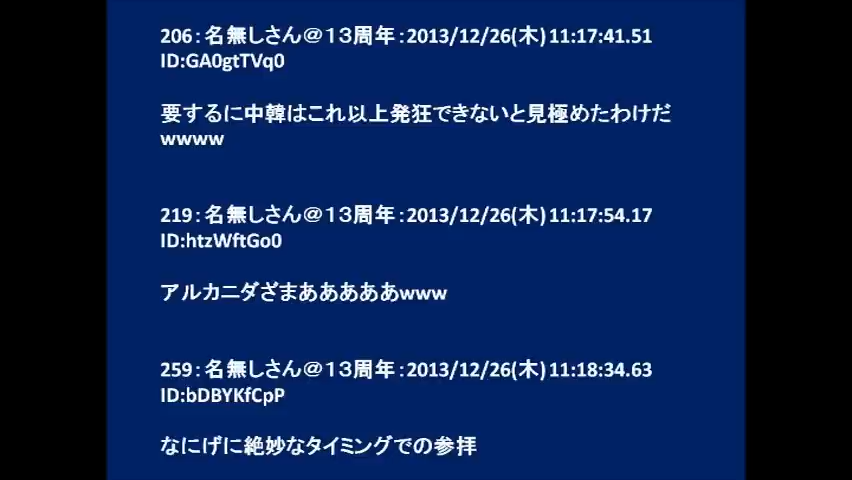 206：名無しさん＠１３周年：2013/12/26(木) 11:17:41.51
ID:GA0gtTVq0
要するに中韓はこれ以上発狂できないと見極めたわけだ
wwww
219：名無しさん＠１３周年：2013/12/26(木) 11:17:54.17
ID:htzWftGo0
アルカニダざまあああああwww
259：名無しさん＠１３周年：2013/12/26(木) 11:18:34.63
ID:bDBYKfCpP
なにげに絶妙なタイミングでの参拝